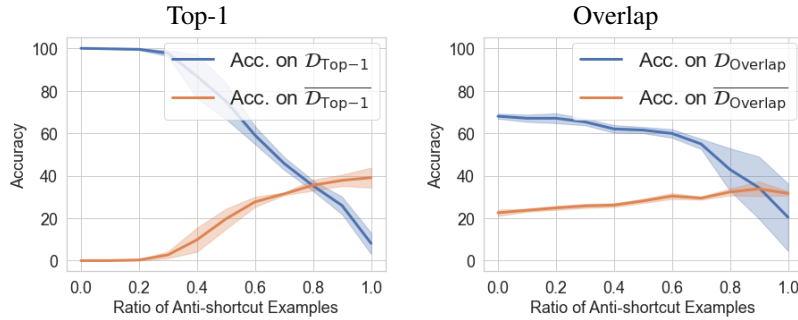 Top-1
Acc. on 𝒟Top−1
Acc. on 𝒟Top−1
100
80
60
40
20
0
Accuracy
0.0 0.2 0.4 0.6 0.8 1.0
Ratio of Anti-shortcut Examples
Overlap
Acc. on 𝒟Overlap
Acc. on 𝒟Overlap
100
80
60
40
20
0
Accuracy
0.0 0.2 0.4 0.6 0.8 1.0
Ratio of Anti-shortcut Examples